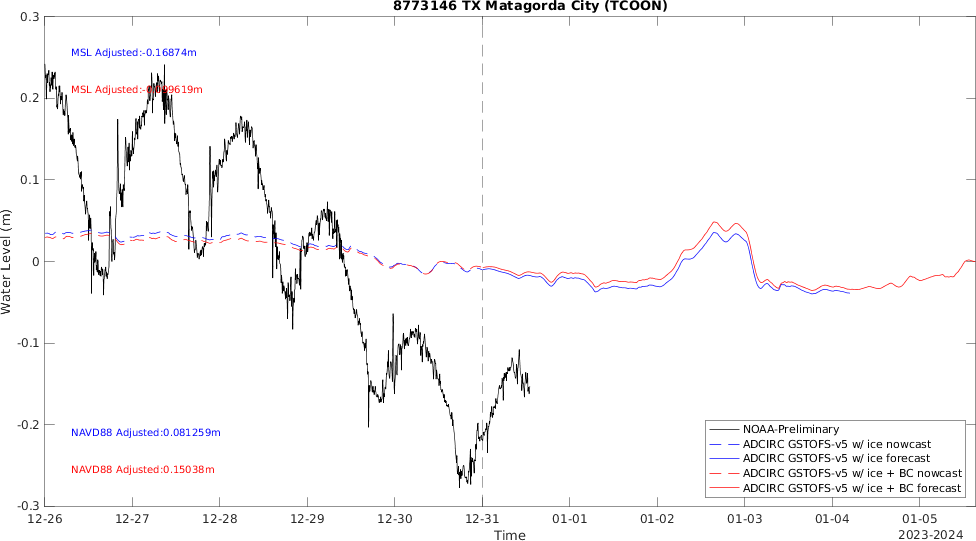 8773146 TX Matagorda City (TCOON)
0.3
0.2
0.1
0
-0.1
-0.2
-0.3
Water Level (m)
MSL Adjusted:-0.16874m
MSL Adjusted:-0.099619m
NAVD88 Adjusted:0.081259m
NAVD88 Adjusted:0.15038m
NOAA-Preliminary
ADCIRC GSTOFS-v5 w/ ice nowcast
ADCIRC GSTOFS-v5 w/ ice forecast
ADCIRC GSTOFS-v5 w/ ice + BC nowcast
ADCIRC GSTOFS-v5 w/ ice + BC forecast
12-26 12-27 12-28 12-29 12-30 12-31 01-01 01-02 01-03 01-04 01-05
Time
2023-2024